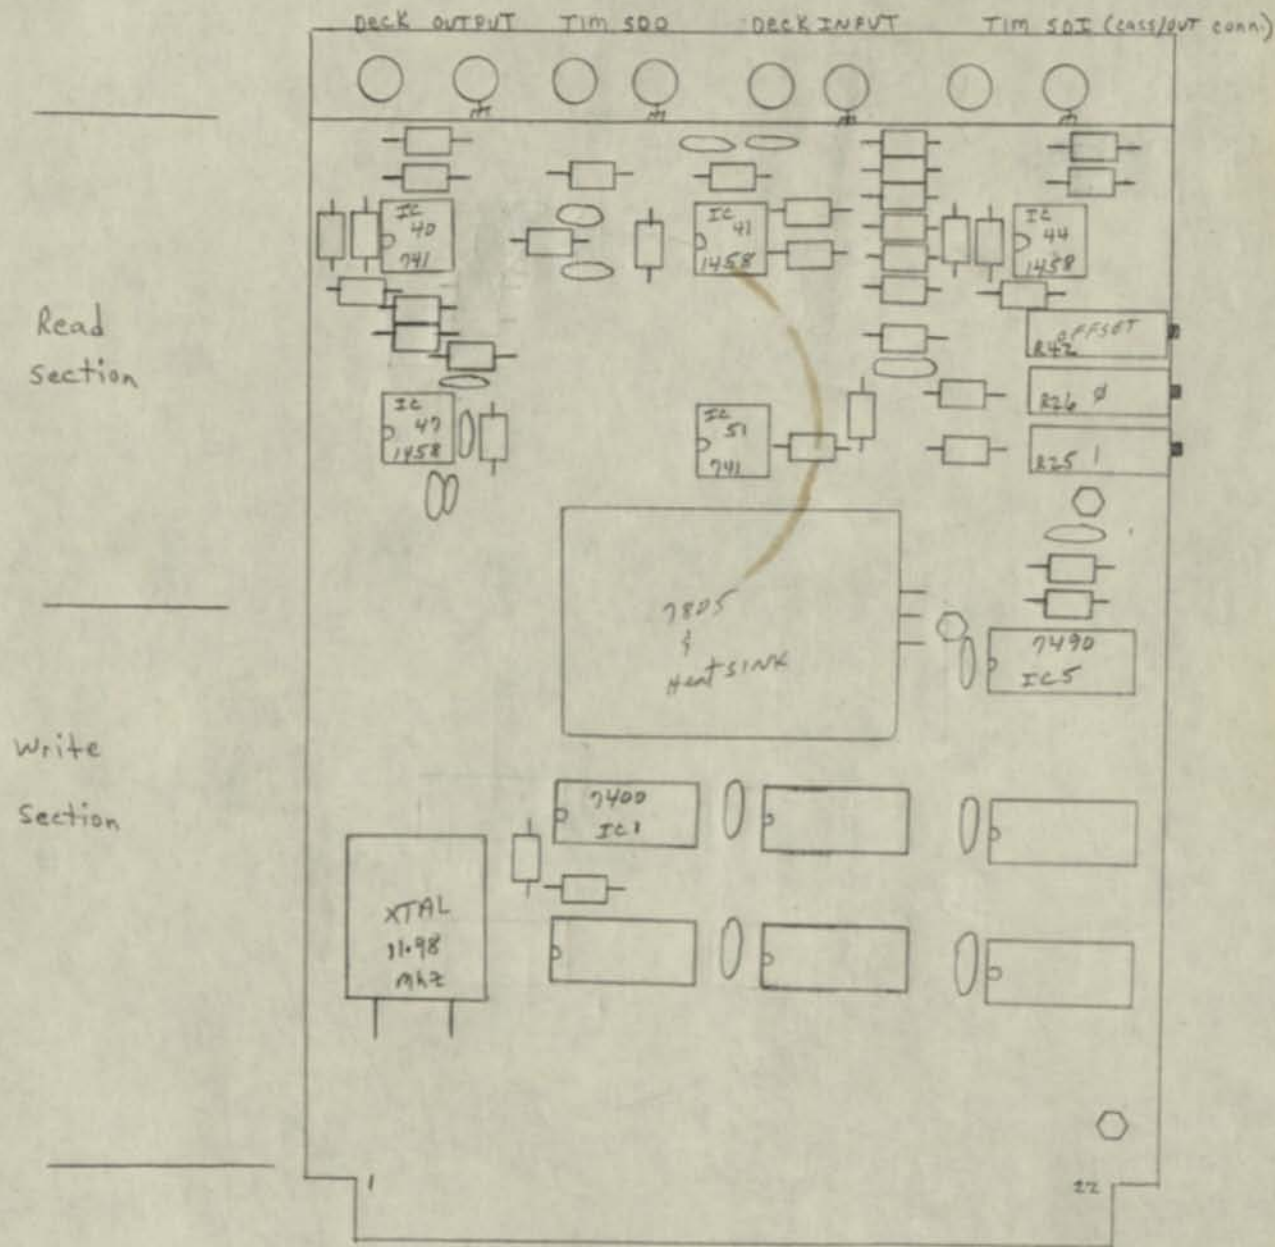 Deck OUTPUT Tim SDO Deck INPUT Tim SDI (cass/OUT conn.)
IC
40
741
IC
41
1458
IC
44
1458
Read
section
OFFSET
R42
R26 Ø
R25 1
IC
47
1458
IC
51
741
7805
&
Heat SINK
7490
IC5
Write
Section
7400
IC1
XTAL
11.98
Mhz
1
22